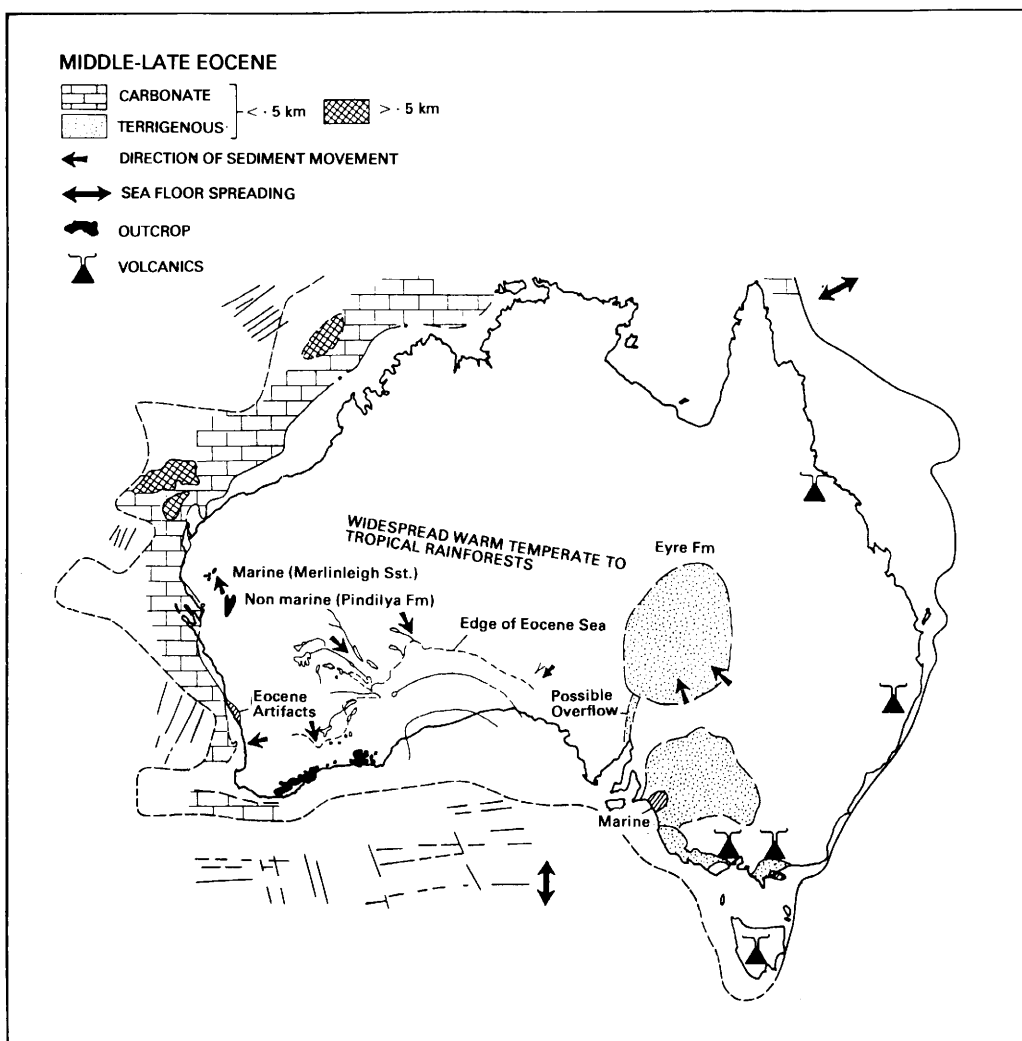 MIDDLE-LATE EOCENE
CARBONATE
TERRIGENOUS
< · 5 km
> · 5 km
DIRECTION OF SEDIMENT MOVEMENT
SEA FLOOR SPREADING
OUTCROP
VOLCANICS
WIDESPREAD WARM TEMPERATE TO
TROPICAL RAINFORESTS
Eyre Fm
Marine (Merlinleigh Sst.)
Non marine (Pindilya Fm)
Edge of Eocene Sea
Eocene
Artifacts
Possible
Overflow
Marine